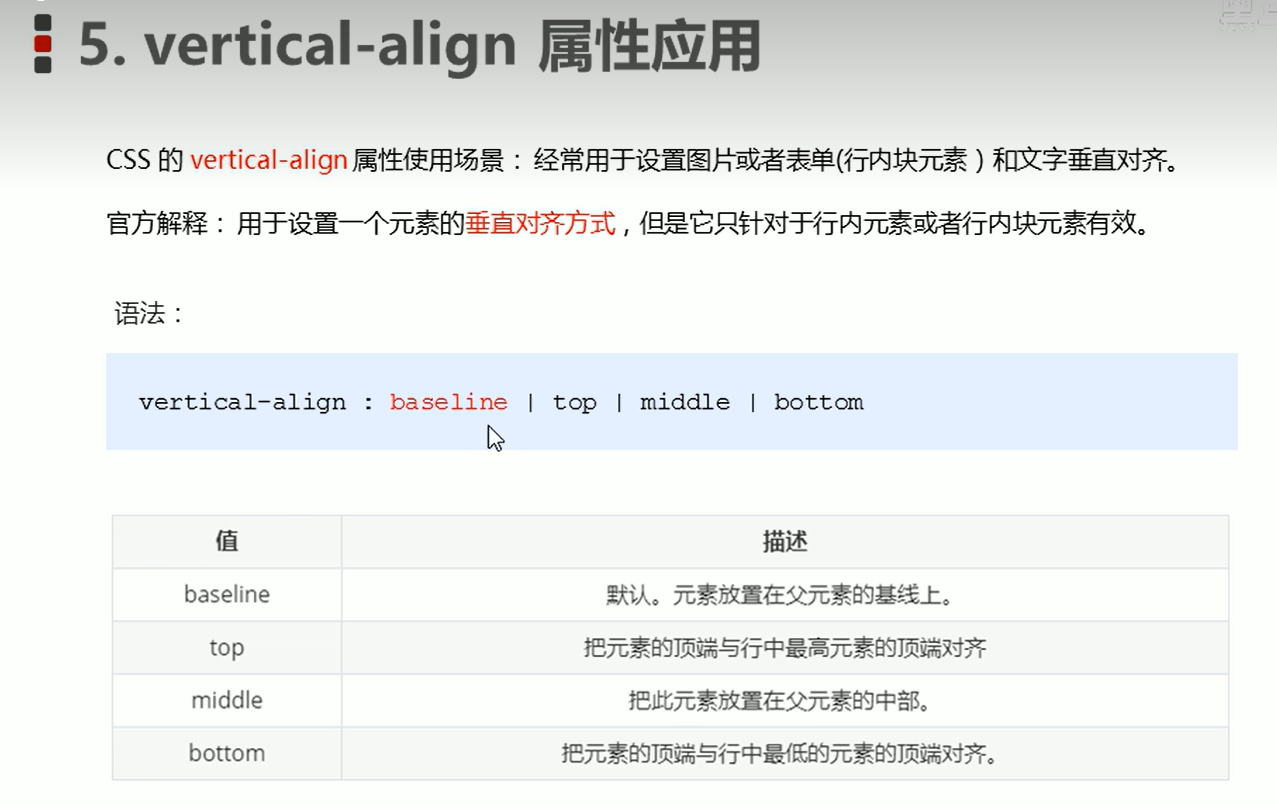 5. vertical-align 属性应用
CSS 的 vertical-align 属性使用场景： 经常用于设置图片或者表单(行内块元素）和文字垂直对齐。
官方解释： 用于设置一个元素的垂直对齐方式，但是它只针对于行内元素或者行内块元素有效。
语法：
vertical-align : baseline | top | middle | bottom
值 描述
baseline 默认。元素放置在父元素的基线上。
top 把元素的顶端与行中最高元素的顶端对齐
middle 把此元素放置在父元素的中部。
bottom 把元素的顶端与行中最低的元素的顶端对齐。